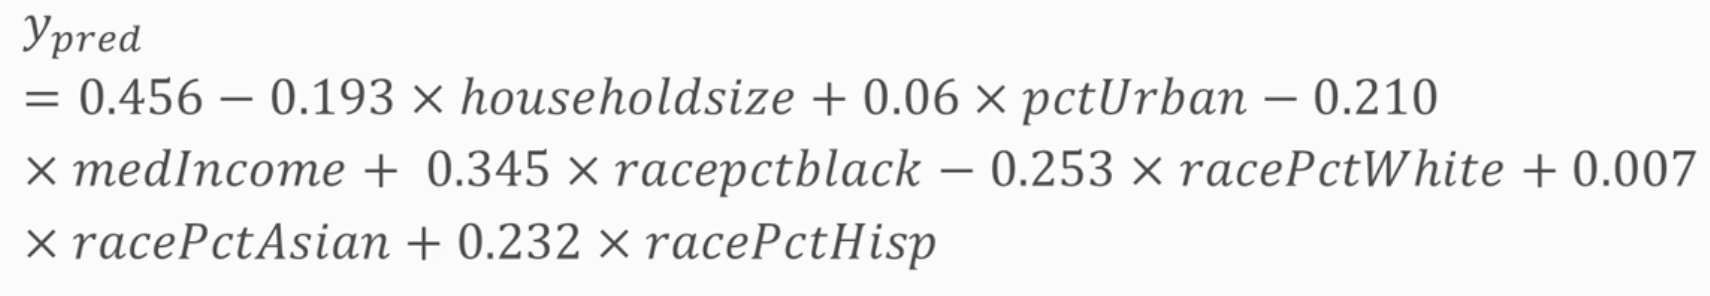 y_pred
= 0.456 − 0.193 × householdsize + 0.06 × pctUrban − 0.210
× medIncome + 0.345 × racepctblack − 0.253 × racePctWhite + 0.007
× racePctAsian + 0.232 × racePctHisp